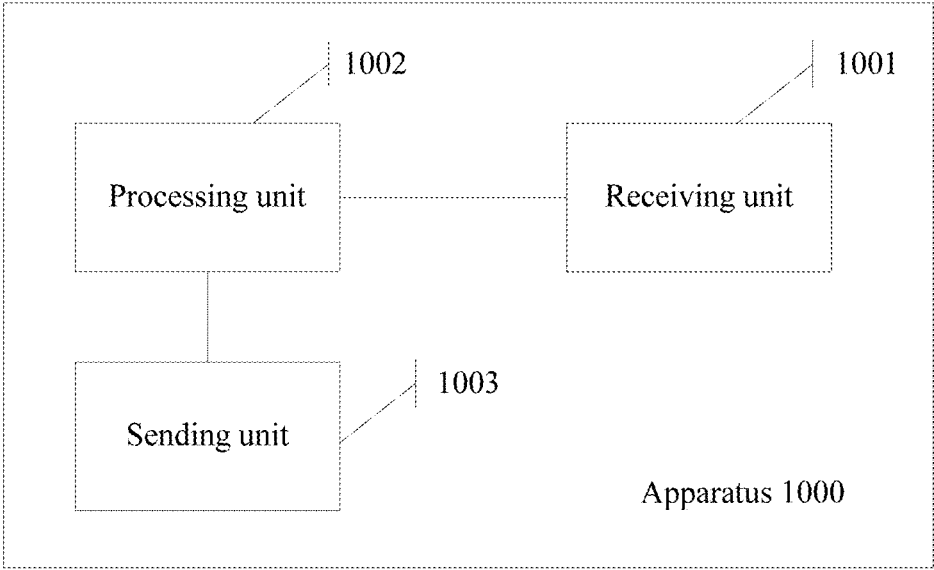 1002
1001
Processing unit
Receiving unit
1003
Sending unit
Apparatus 1000